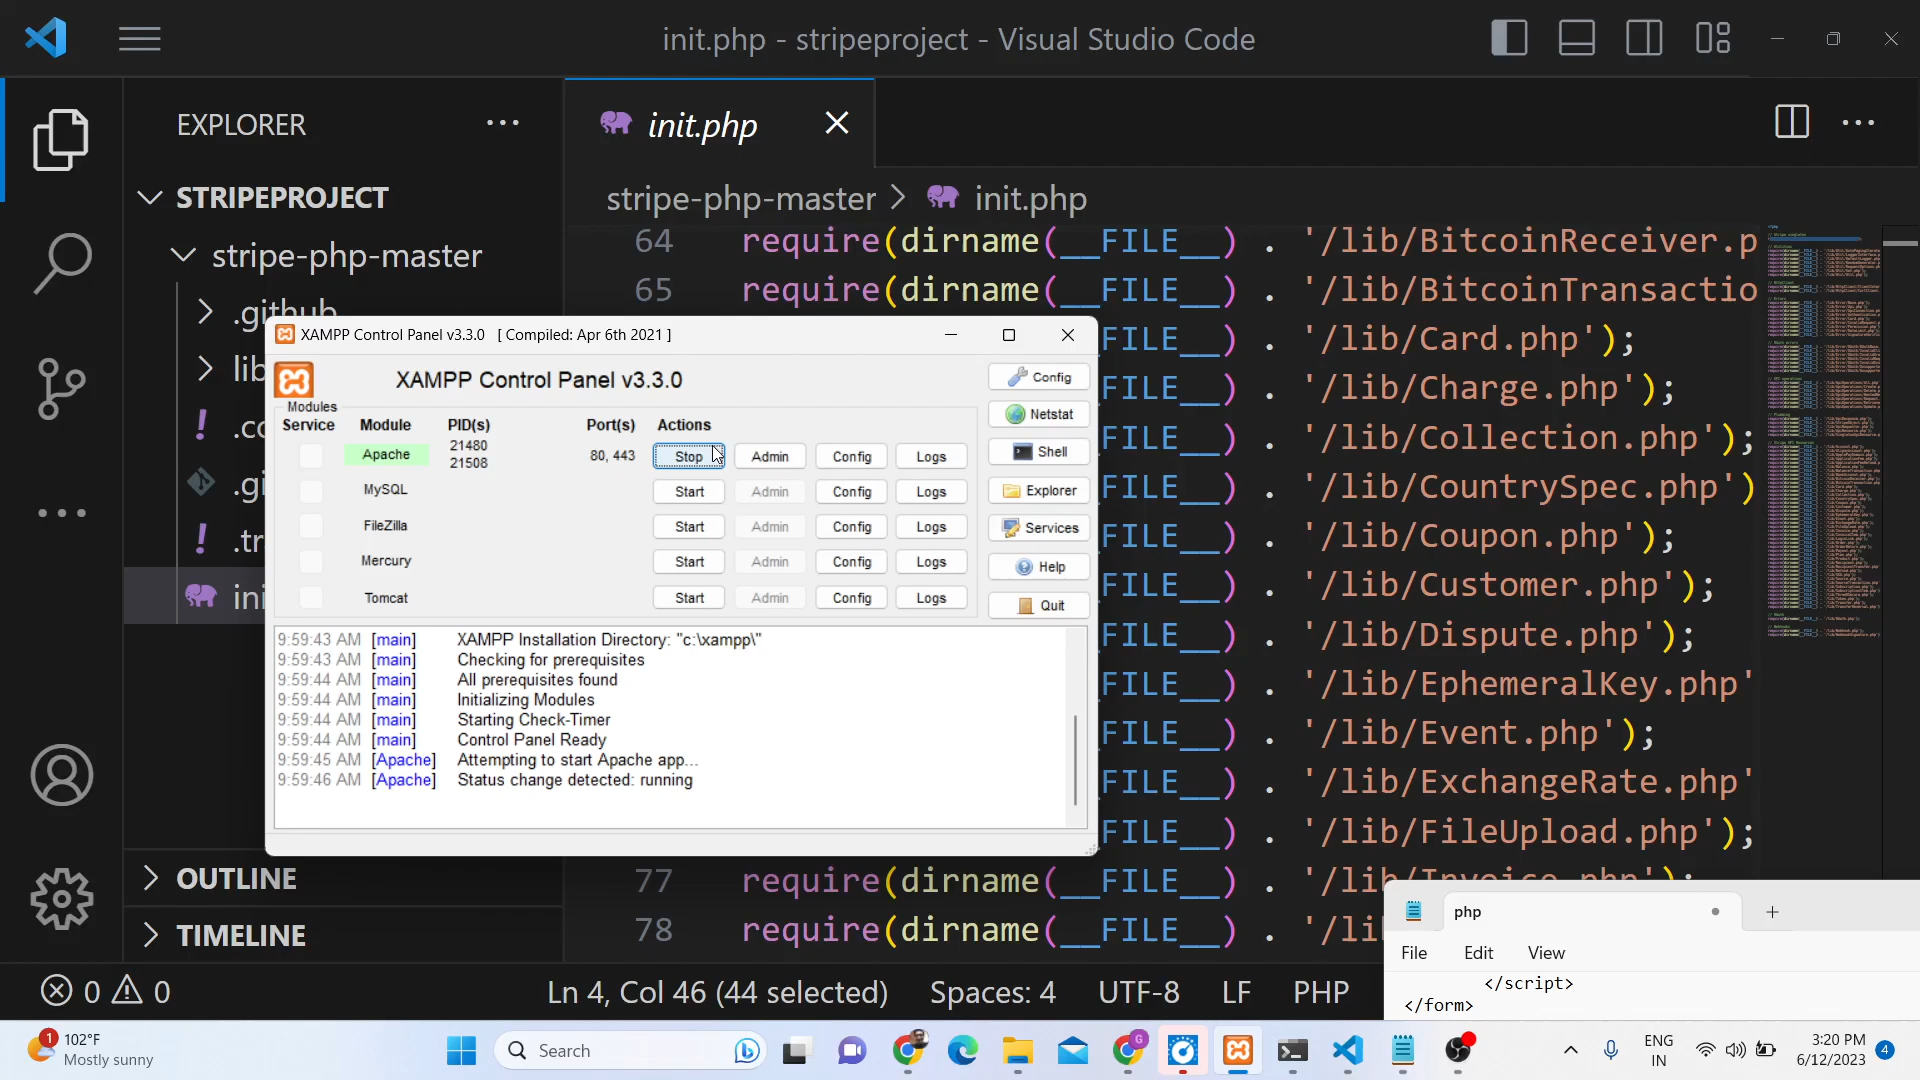 init.php - stripeproject - Visual Studio Code
EXPLORER
init.php
STRIPEPROJECT
stripe-php-master > init.php
stripe-php-master
.github
lib
.gi
.tr
64 require(dirname(__FILE__) . '/lib/BitcoinReceiver.p
65 require(dirname(__FILE__) . '/lib/BitcoinTransactio
FILE__) . '/lib/Card.php');
FILE__) . '/lib/Charge.php');
FILE__) . '/lib/Collection.php');
FILE__) . '/lib/CountrySpec.php')
FILE__) . '/lib/Coupon.php');
FILE__) . '/lib/Customer.php');
FILE__) . '/lib/Dispute.php');
FILE__) . '/lib/EphemeralKey.php'
FILE__) . '/lib/Event.php');
FILE__) . '/lib/ExchangeRate.php'
FILE__) . '/lib/FileUpload.php');
77 require(dirname(__FILE__) . '/lib/Invoice.php');
78 require(dirname(__FILE__) . '/li
XAMPP Control Panel v3.3.0 [ Compiled: Apr 6th 2021 ]
XAMPP Control Panel v3.3.0
Config
Netstat
Shell
Explorer
Services
Help
Quit
Modules
Service Module PID(s) Port(s) Actions
Apache 21480 21508 80, 443 Stop Admin Config Logs
MySQL Start Admin Config Logs
FileZilla Start Admin Config Logs
Mercury Start Admin Config Logs
Tomcat Start Admin Config Logs
9:59:43 AM [main] XAMPP Installation Directory: "c:\xampp\"
9:59:43 AM [main] Checking for prerequisites
9:59:44 AM [main] All prerequisites found
9:59:44 AM [main] Initializing Modules
9:59:44 AM [main] Starting Check-Timer
9:59:44 AM [main] Control Panel Ready
9:59:45 AM [Apache] Attempting to start Apache app...
9:59:46 AM [Apache] Status change detected: running
OUTLINE
TIMELINE
php
File Edit View
</script>
</form>
0 0
Ln 4, Col 46 (44 selected) Spaces: 4 UTF-8 LF PHP
1
102°F
Mostly sunny
Search
G
ENG
IN
3:20 PM
6/12/2023
4